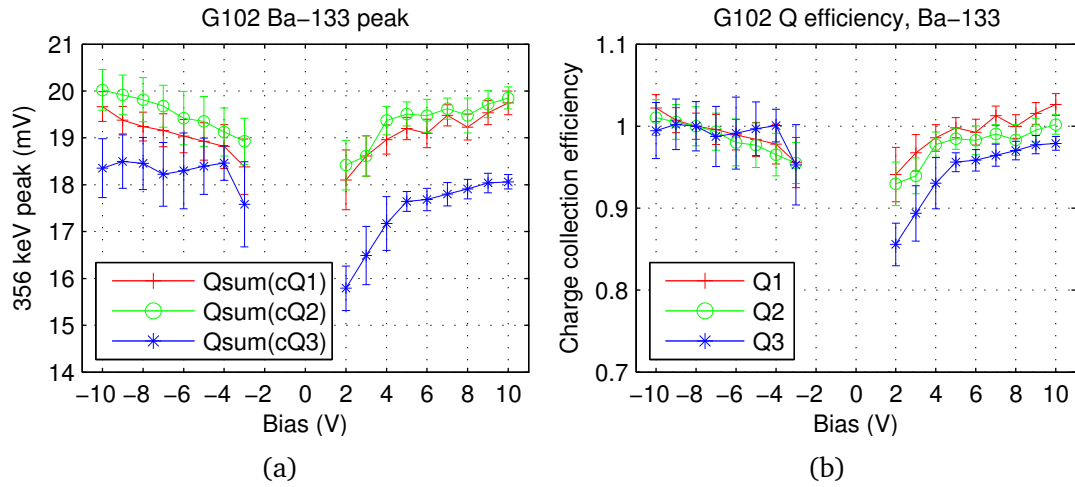 G102 Ba−133 peak
356 keV peak (mV)
21
20
19
18
17
16
15
14
Qsum(cQ1)
Qsum(cQ2)
Qsum(cQ3)
−10 −8 −6 −4 −2 0 2 4 6 8 10
Bias (V)
(a)
G102 Q efficiency, Ba−133
Charge collection efficiency
1.1
1
0.9
0.8
0.7
Q1
Q2
Q3
−10 −8 −6 −4 −2 0 2 4 6 8 10
Bias (V)
(b)